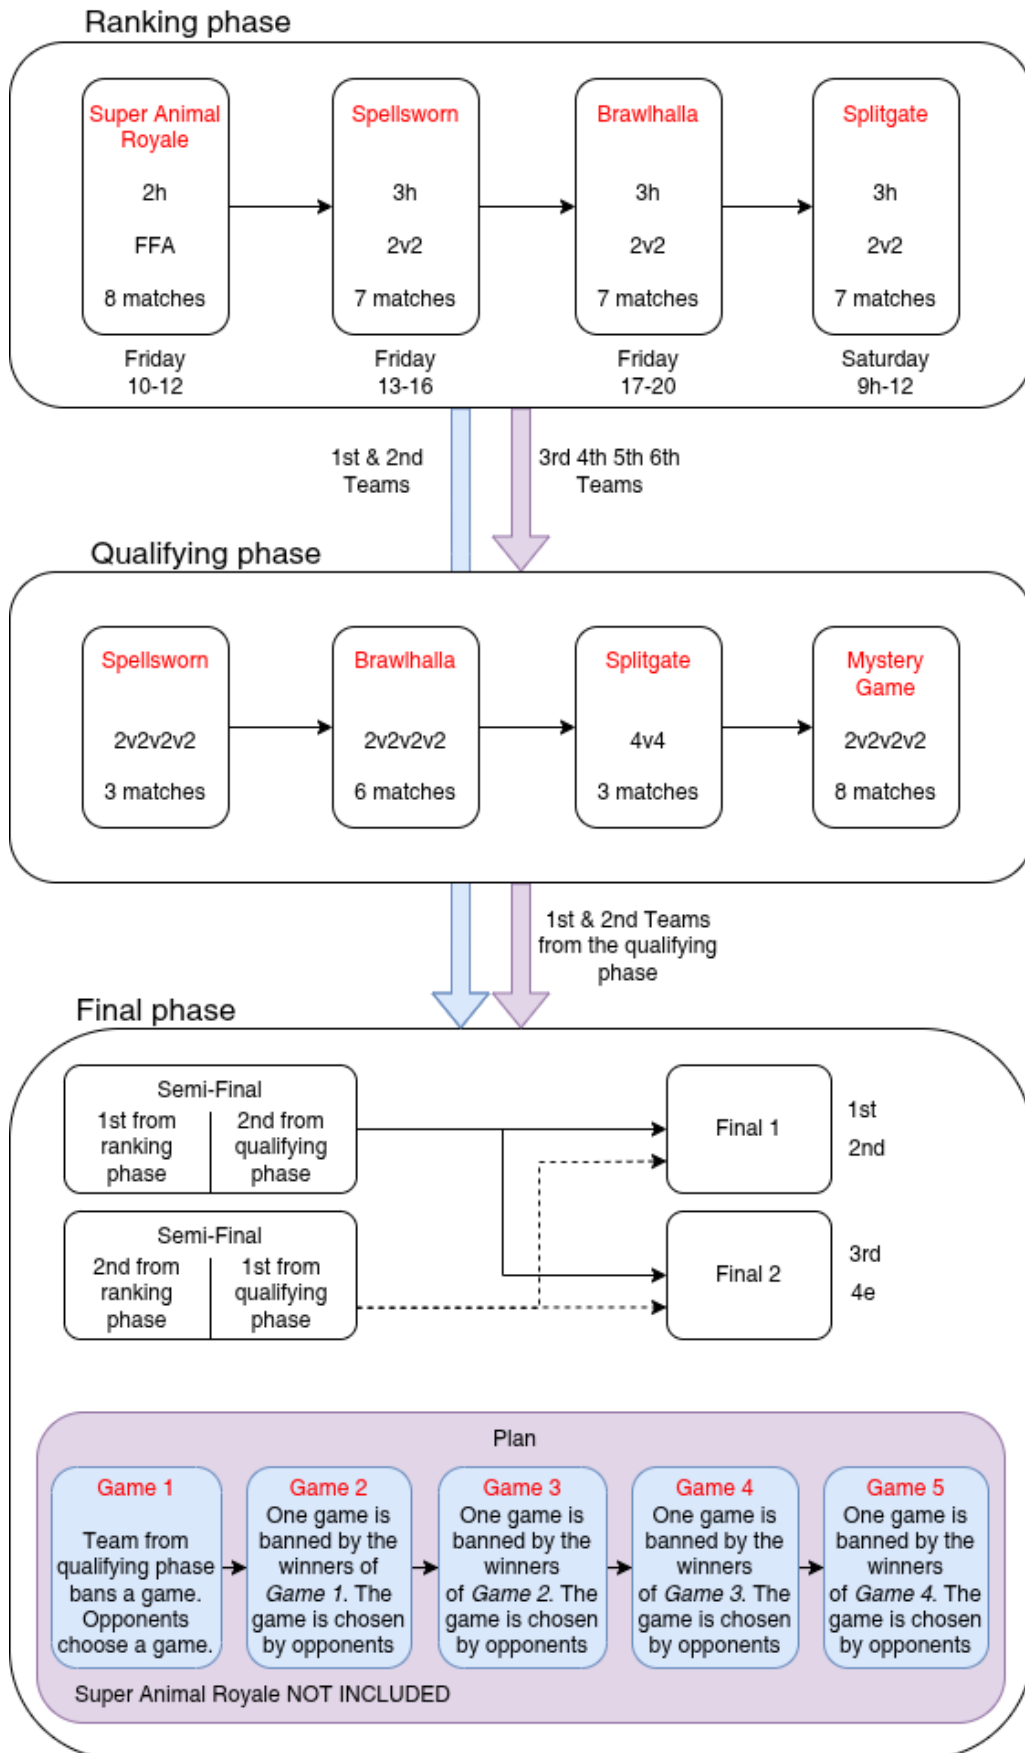 Ranking phase
Super Animal
Royale
2h
FFA
8 matches
Friday
10-12
Spellsworn
3h
2v2
7 matches
Friday
13-16
Brawlhalla
3h
2v2
7 matches
Friday
17-20
Splitgate
3h
2v2
7 matches
Saturday
9h-12
1st & 2nd
Teams
3rd 4th 5th 6th
Teams
Qualifying phase
Spellsworn
2v2v2v2
3 matches
Brawlhalla
2v2v2v2
6 matches
Splitgate
4v4
3 matches
Mystery
Game
2v2v2v2
8 matches
1st & 2nd Teams
from the qualifying
phase
Final phase
Semi-Final
1st from
ranking
phase
2nd from
qualifying
phase
Semi-Final
2nd from
ranking
phase
1st from
qualifying
phase
Final 1
1st
2nd
Final 2
3rd
4e
Plan
Game 1
Team from
qualifying phase
bans a game.
Opponents
choose a game.
Game 2
One game is
banned by the
winners of
Game 1. The
game is chosen
by opponents
Game 3
One game is
banned by the
winners
of Game 2. The
game is chosen
by opponents
Game 4
One game is
banned by the
winners
of Game 3. The
game is chosen
by opponents
Game 5
One game is
banned by the
winners
of Game 4. The
game is chosen
by opponents
Super Animal Royale NOT INCLUDED